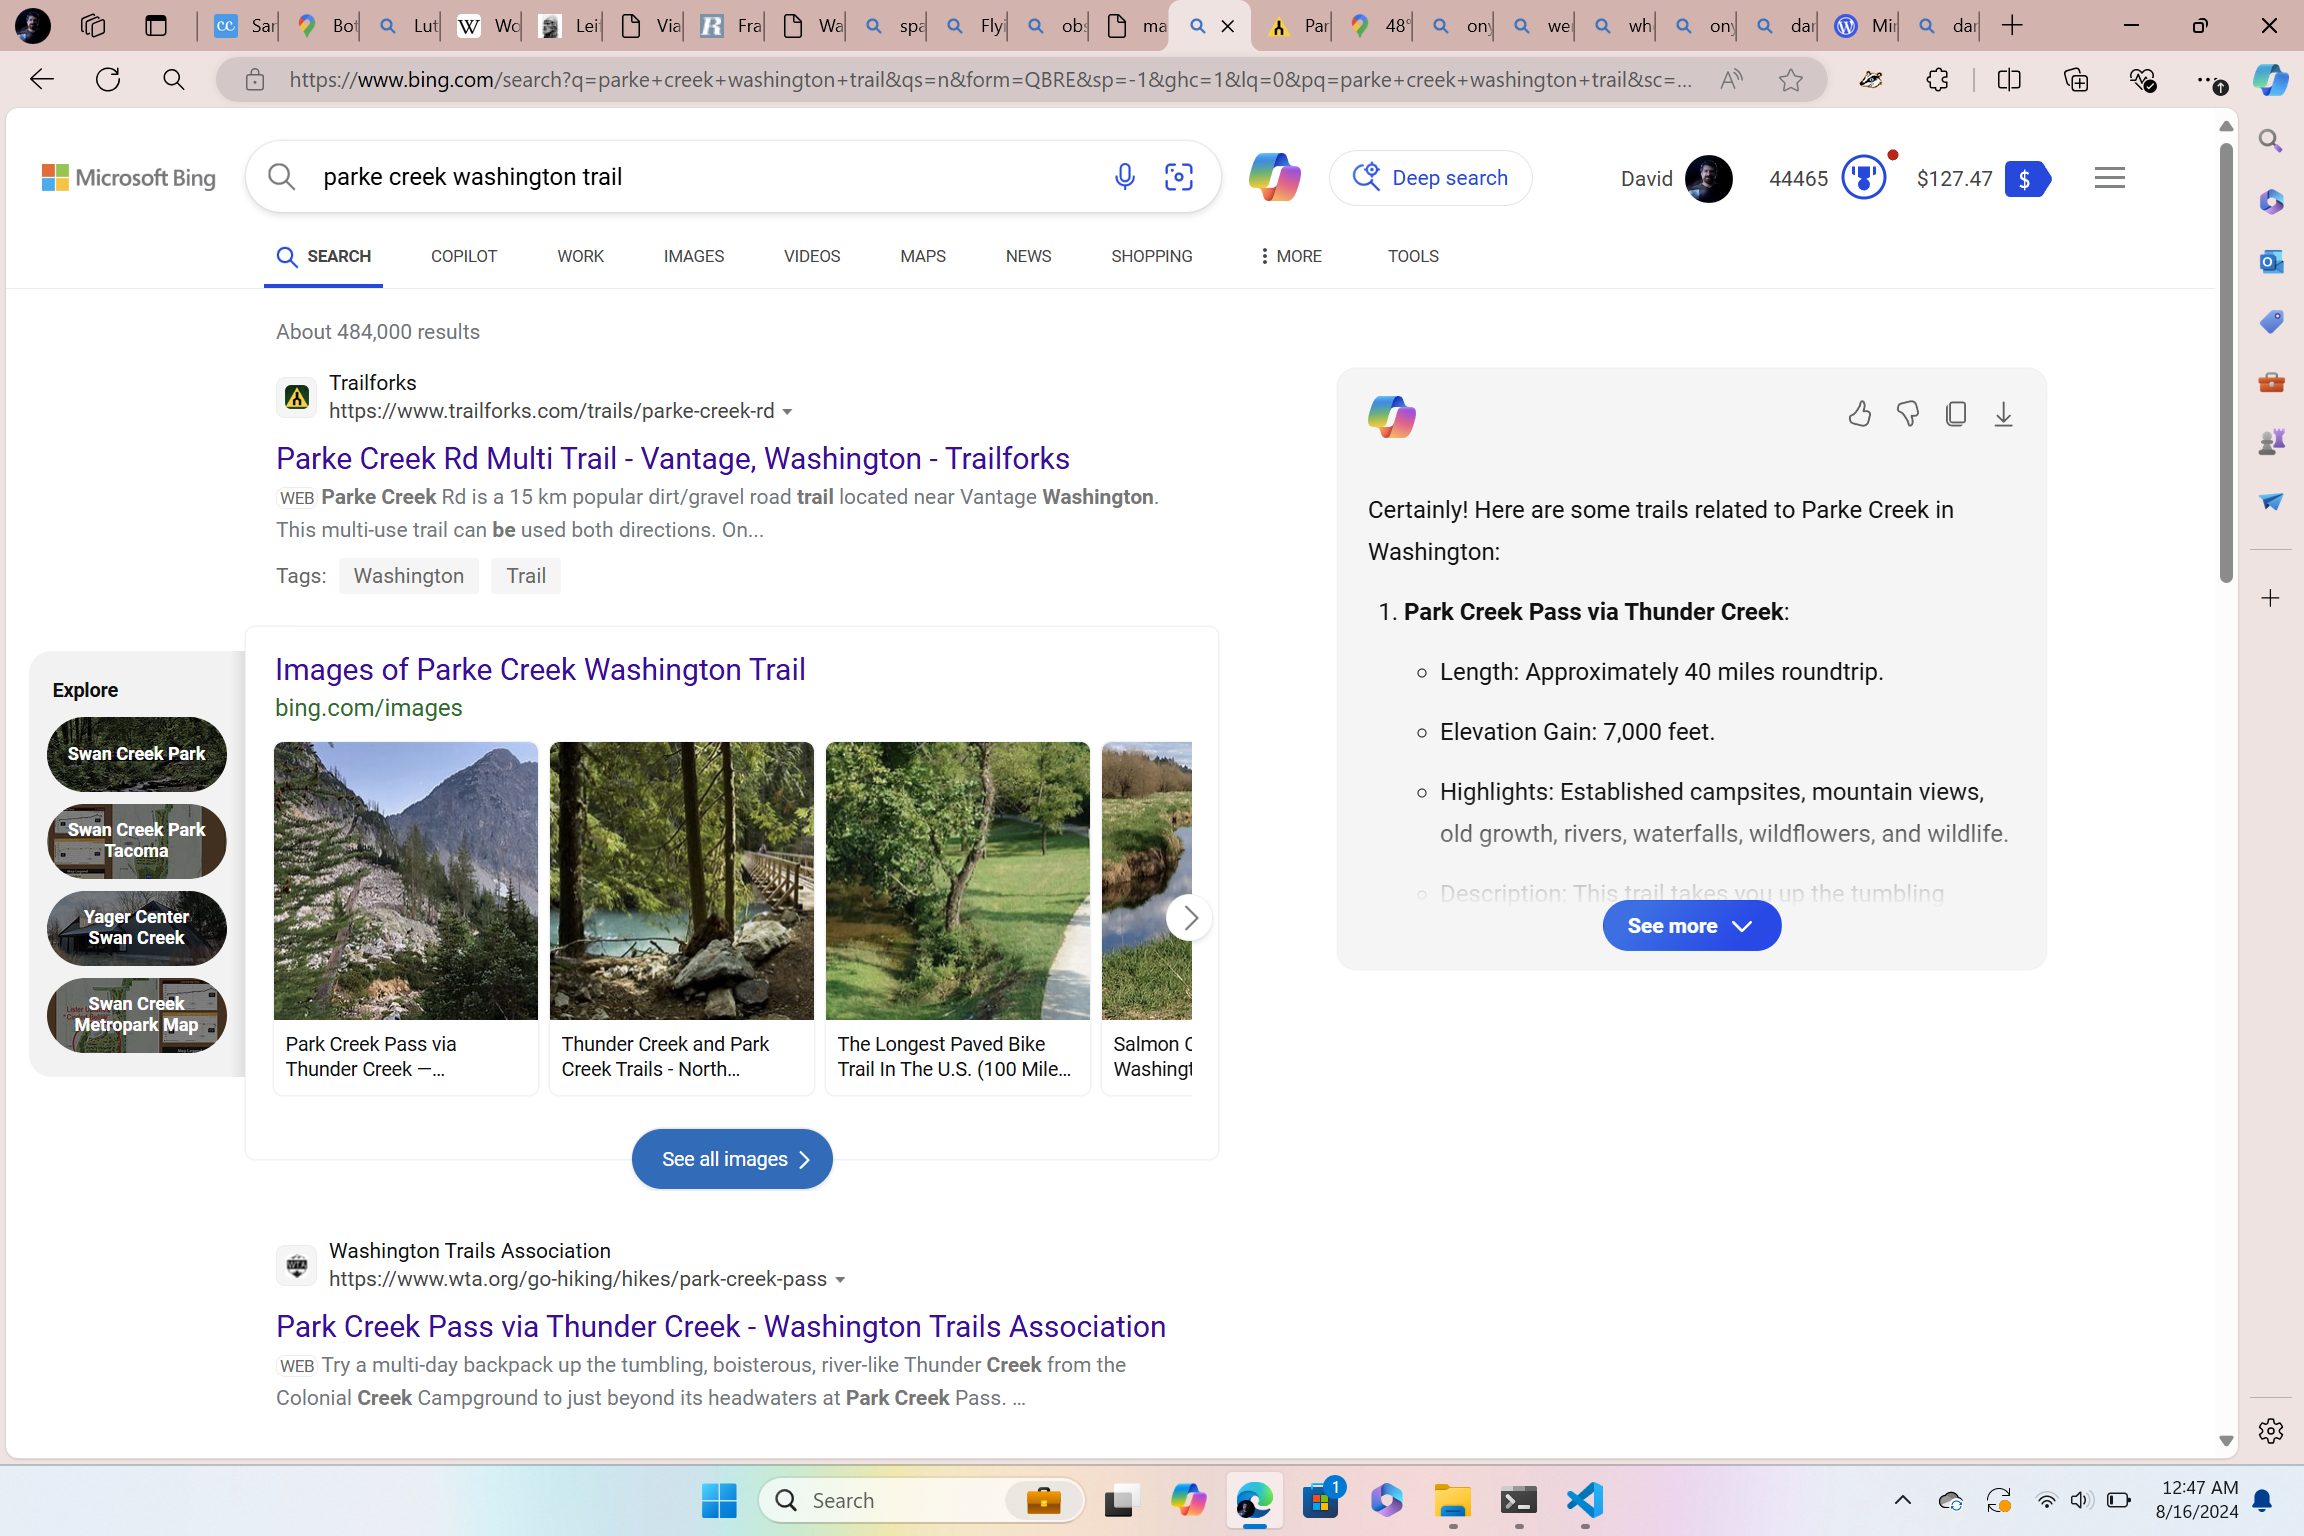 Sar
Bot
Lut
Wo
Lei
Via
Fra
Wa
spa
Flyi
obs
ma
Par
48°
ony
wei
who
ony
dar
Mir
dar
https://www.bing.com/search?q=parke+creek+washington+trail&qs=n&form=QBRE&sp=-1&ghc=1&lq=0&pq=parke+creek+washington+trail&sc=...
Microsoft Bing
parke creek washington trail
Deep search
David
44465
$127.47
SEARCH
COPILOT
WORK
IMAGES
VIDEOS
MAPS
NEWS
SHOPPING
MORE
TOOLS
About 484,000 results
Trailforks
https://www.trailforks.com/trails/parke-creek-rd
Parke Creek Rd Multi Trail - Vantage, Washington - Trailforks
WEB Parke Creek Rd is a 15 km popular dirt/gravel road trail located near Vantage Washington.
This multi-use trail can be used both directions. On...
Tags: Washington Trail
Explore
Swan Creek Park
Swan Creek Park
Tacoma
Yager Center
Swan Creek
Swan Creek
Metropark Map
Images of Parke Creek Washington Trail
bing.com/images
Park Creek Pass via
Thunder Creek —...
Thunder Creek and Park
Creek Trails - North...
The Longest Paved Bike
Trail In The U.S. (100 Mile...
Salmon C
Washingt
See all images
Washington Trails Association
https://www.wta.org/go-hiking/hikes/park-creek-pass
Park Creek Pass via Thunder Creek - Washington Trails Association
WEB Try a multi-day backpack up the tumbling, boisterous, river-like Thunder Creek from the
Colonial Creek Campground to just beyond its headwaters at Park Creek Pass. ...
Certainly! Here are some trails related to Parke Creek in
Washington:
1. Park Creek Pass via Thunder Creek:
Length: Approximately 40 miles roundtrip.
Elevation Gain: 7,000 feet.
Highlights: Established campsites, mountain views,
old growth, rivers, waterfalls, wildflowers, and wildlife.
Description: This trail takes you up the tumbling
See more
Search
1
12:47 AM
8/16/2024